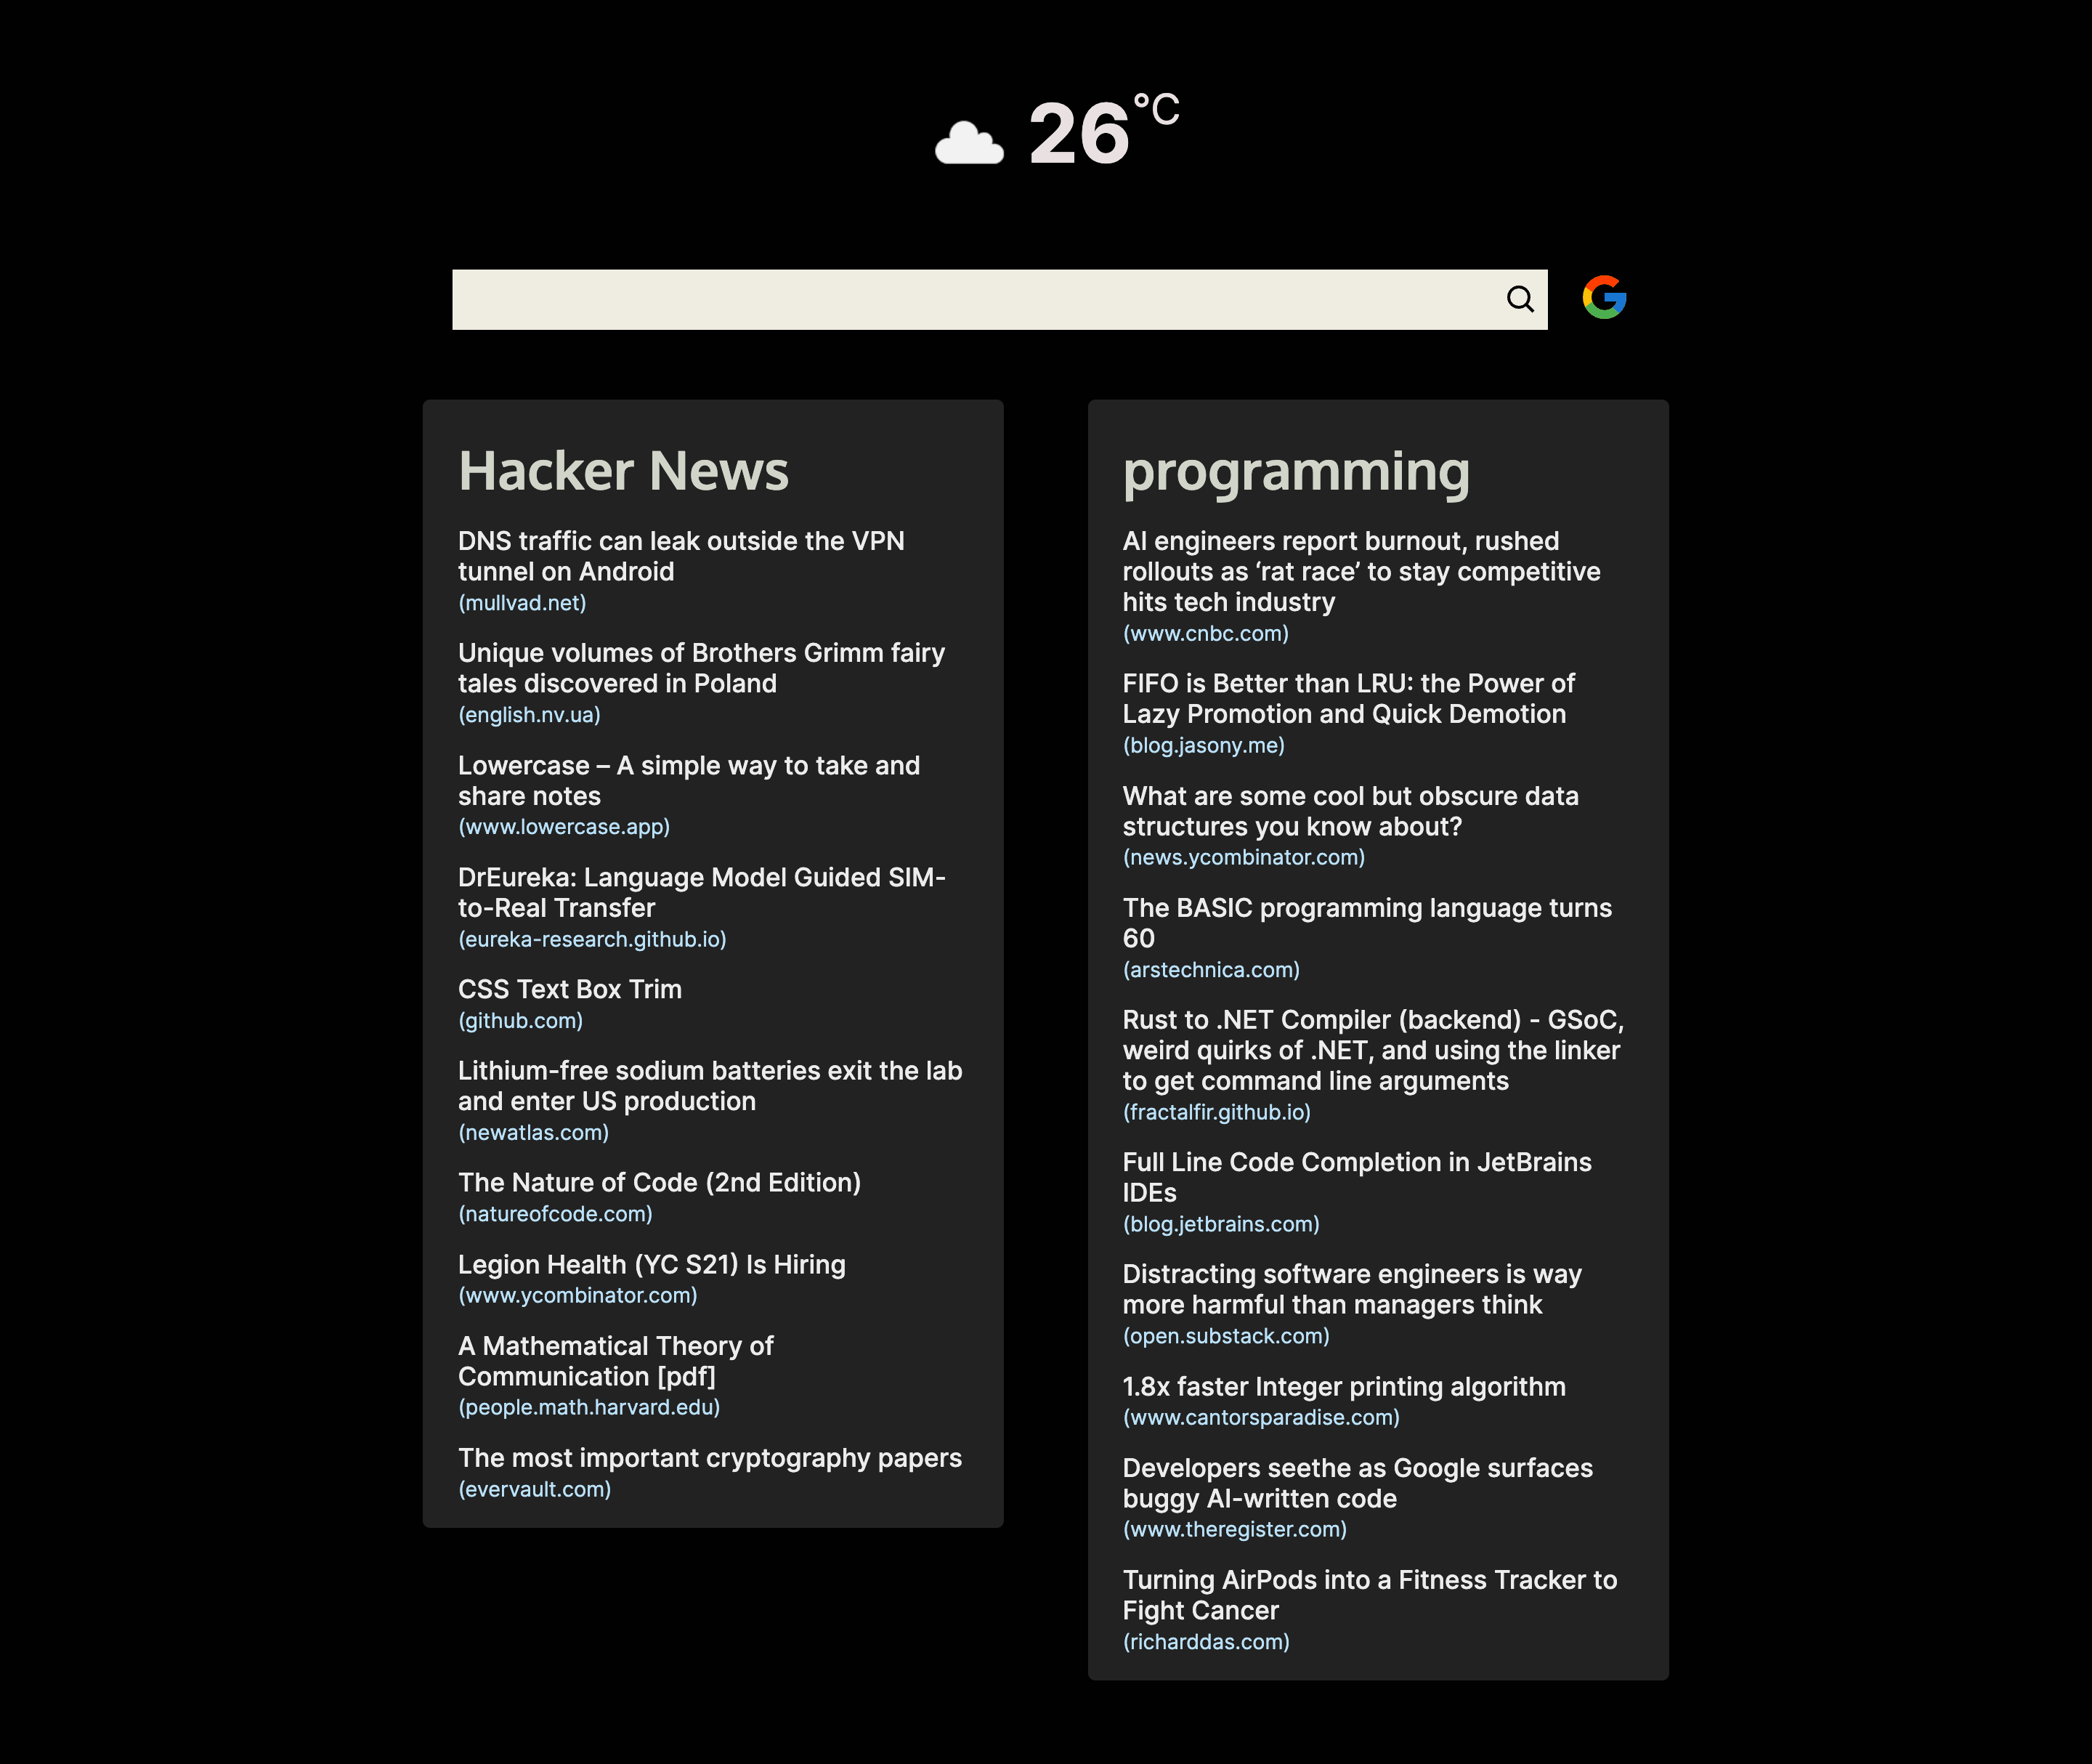 26°C
Hacker News
DNS traffic can leak outside the VPN
tunnel on Android
(mullvad.net)
Unique volumes of Brothers Grimm fairy
tales discovered in Poland
(english.nv.ua)
Lowercase – A simple way to take and
share notes
(www.lowercase.app)
DrEureka: Language Model Guided SIM-
to-Real Transfer
(eureka-research.github.io)
CSS Text Box Trim
(github.com)
Lithium-free sodium batteries exit the lab
and enter US production
(newatlas.com)
The Nature of Code (2nd Edition)
(natureofcode.com)
Legion Health (YC S21) Is Hiring
(www.ycombinator.com)
A Mathematical Theory of
Communication [pdf]
(people.math.harvard.edu)
The most important cryptography papers
(evervault.com)
programming
AI engineers report burnout, rushed
rollouts as ‘rat race’ to stay competitive
hits tech industry
(www.cnbc.com)
FIFO is Better than LRU: the Power of
Lazy Promotion and Quick Demotion
(blog.jasony.me)
What are some cool but obscure data
structures you know about?
(news.ycombinator.com)
The BASIC programming language turns
60
(arstechnica.com)
Rust to .NET Compiler (backend) - GSoC,
weird quirks of .NET, and using the linker
to get command line arguments
(fractalfir.github.io)
Full Line Code Completion in JetBrains
IDEs
(blog.jetbrains.com)
Distracting software engineers is way
more harmful than managers think
(open.substack.com)
1.8x faster Integer printing algorithm
(www.cantorsparadise.com)
Developers seethe as Google surfaces
buggy AI-written code
(www.theregister.com)
Turning AirPods into a Fitness Tracker to
Fight Cancer
(richarddas.com)